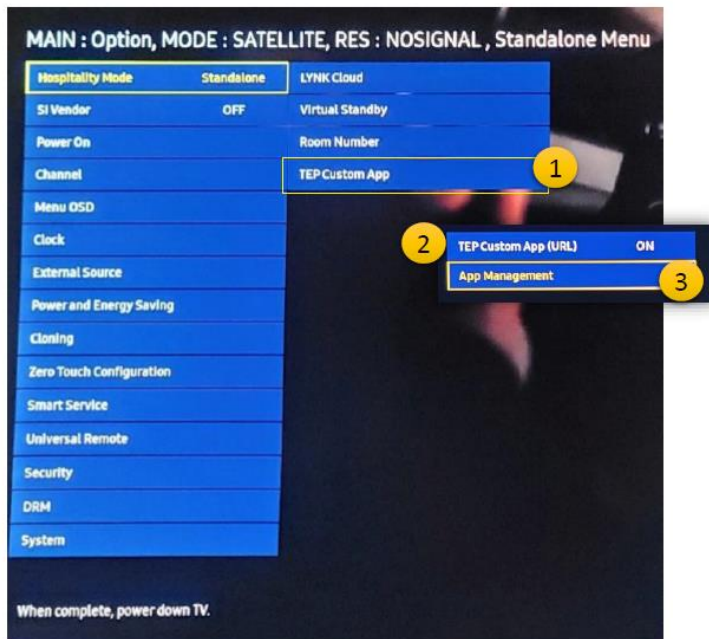 MAIN : Option, MODE : SATELLITE, RES : NOSIGNAL , Standalone Menu
Hospitality Mode Standalone LYNK Cloud
SI Vendor OFF Virtual Standby
Power On Room Number
Channel TEP Custom App 1
Menu OSD
Clock 2 TEP Custom App (URL) ON
External Source App Management 3
Power and Energy Saving
Cloning
Zero Touch Configuration
Smart Service
Universal Remote
Security
DRM
System
When complete, power down TV.